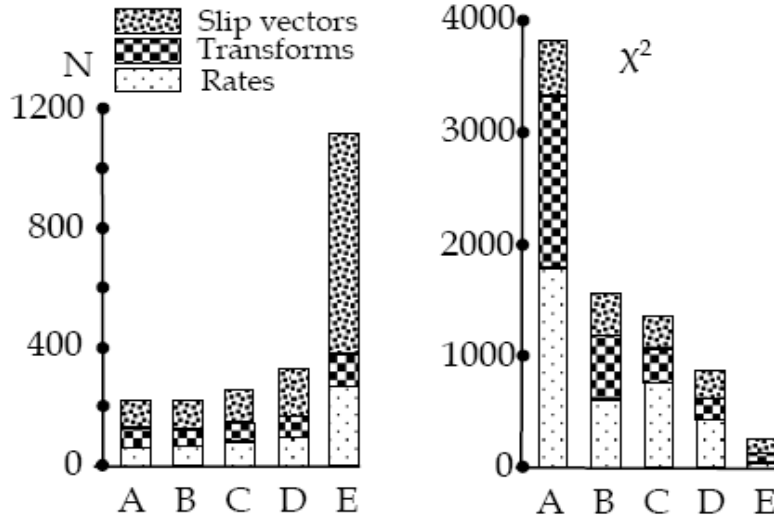 Slip vectors
Transforms
Rates
N
1200
800
400
0
A B C D E
χ²
4000
3000
2000
1000
0
A B C D E